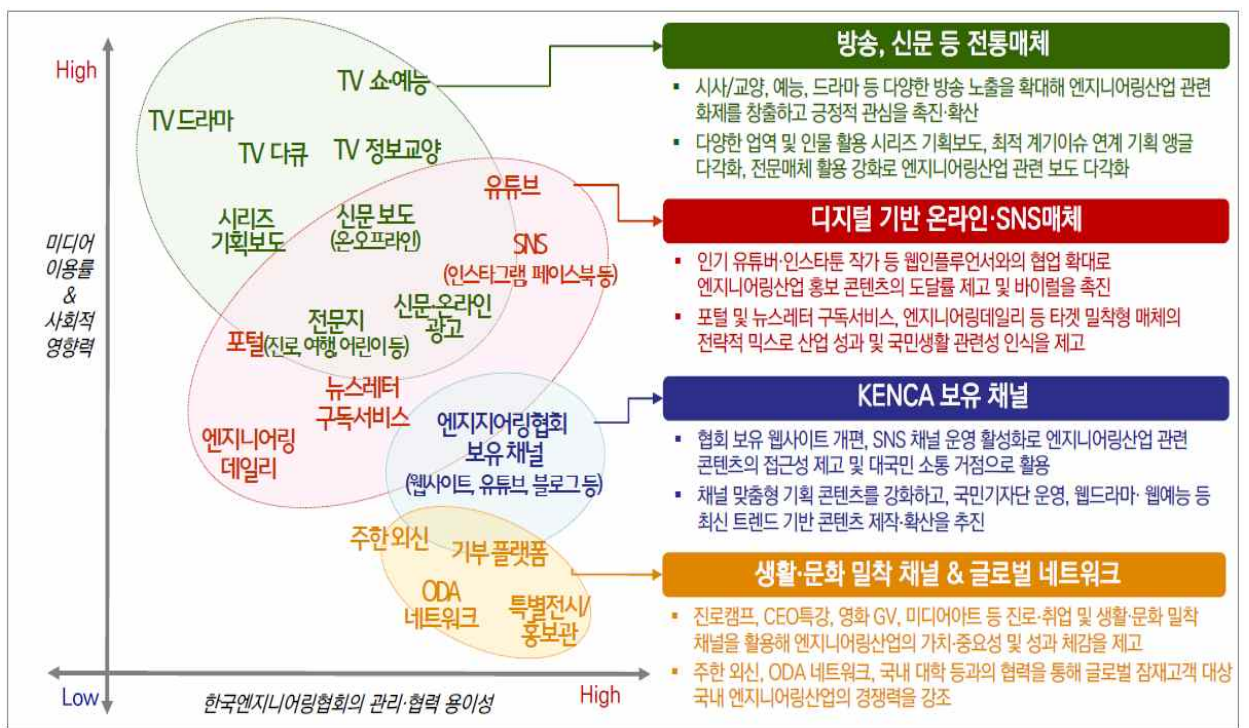 High
미디어
이용률
&
사회적
영향력
Low
한국엔지니어링협회의 관리·협력 용이성
High
TV 쇼·예능
TV 드라마
TV 다큐
TV 정보교양
유튜브
시리즈
기획보도
신문 보도
(온·오프라인)
SNS
(인스타그램, 페이스북 등)
신문·온라인
광고
전문지
(진로, 여행, 어린이 등)
포털
뉴스레터
구독서비스
엔지니어링
데일리
엔지지어링협회
보유 채널
(웹사이트, 유튜브, 블로그 등)
주한 외신
기부 플랫폼
ODA
네트워크
특별전시/
홍보관
방송, 신문 등 전통매체
▪ 시사/교양, 예능, 드라마 등 다양한 방송 노출을 확대해 엔지니어링산업 관련
화제를 창출하고 긍정적 관심을 촉진·확산
▪ 다양한 업역 및 인물 활용 시리즈 기획보도, 최적 계기이슈 연계 기획 앵글
다각화, 전문매체 활용 강화로 엔지니어링산업 관련 보도 다각화
디지털 기반 온라인·SNS매체
▪ 인기 유튜버·인스타툰 작가 등 웹인플루언서와의 협업 확대로
엔지니어링산업 홍보 콘텐츠의 도달률 제고 및 바이럴을 촉진
▪ 포털 및 뉴스레터 구독서비스, 엔지니어링데일리 등 타겟 밀착형 매체의
전략적 믹스로 산업 성과 및 국민생활 관련성 인식을 제고
KENCA 보유 채널
▪ 협회 보유 웹사이트 개편, SNS 채널 운영 활성화로 엔지니어링산업 관련
콘텐츠의 접근성 제고 및 대국민 소통 거점으로 활용
▪ 채널 맞춤형 기획 콘텐츠를 강화하고, 국민기자단 운영, 웹드라마· 웹예능 등
최신 트렌드 기반 콘텐츠 제작·확산을 추진
생활·문화 밀착 채널 & 글로벌 네트워크
▪ 진로캠프, CEO특강, 영화 GV, 미디어아트 등 진로·취업 및 생활·문화 밀착
채널을 활용해 엔지니어링산업의 가치·중요성 및 성과 체감을 제고
▪ 주한 외신, ODA 네트워크, 국내 대학 등과의 협력을 통해 글로벌 잠재고객 대상
국내 엔지니어링산업의 경쟁력을 강조